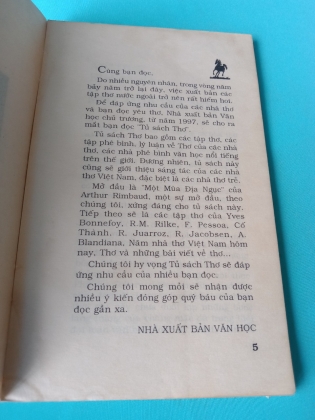 Cùng bạn đọc.
Do nhiều nguyên nhân, trong vòng năm
bảy năm trở lại đây, việc xuất bản các
tập thơ nước ngoài trở nên rất hiếm hoi.
Để đáp ứng nhu cầu của các nhà thơ
và bạn đọc yêu thơ, Nhà xuất bản Văn
học chủ trương, từ năm 1997, sẽ cho ra
mắt bạn đọc "Tủ sách Thơ".
Tủ sách Thơ bao gồm các tập thơ, các
tập phê bình, lý luận về Thơ của các nhà
thơ, các nhà phê bình văn học nổi tiếng
trên thế giới. Đương nhiên, tủ sách này
cũng sẽ giới thiệu sáng tác của các nhà
thơ Việt Nam, đặc biệt là các nhà thơ trẻ.
Mở đầu là "Một Mùa Địa Ngục" của
Arthur Rimbaud, một sự mở đầu, theo
chúng tôi, xứng đáng cho tủ sách này.
Tiếp theo sẽ là các tập thơ của Yves
Bonnefoy, R.M. Rilke, F. Pessoa, Cố
Thành, R. Juarroz, R. Jacobsen, A.
Blandiana, Năm nhà thơ Việt Nam hôm
nay, Thơ và những bài viết về thơ...
Chúng tôi hy vọng Tủ sách Thơ sẽ đáp
ứng nhu cầu của nhiều bạn đọc.
Chúng tôi mong mỏi sẽ nhận được
nhiều ý kiến đóng góp quý báu của bạn
đọc gần xa.
NHÀ XUẤT BẢN VĂN HỌC
5